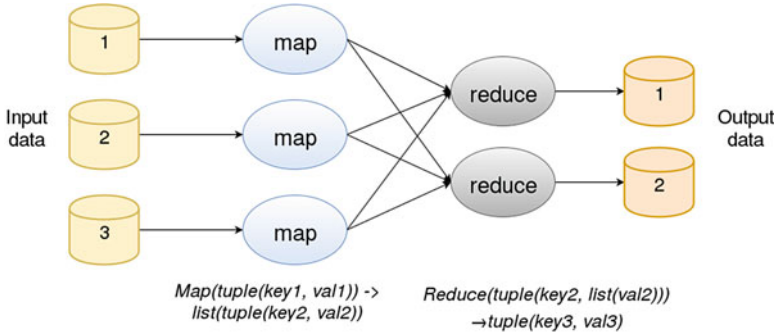 1
map
reduce
1
Input
data
2
map
Output
data
reduce
2
3
map
Map(tuple(key1, val1)) ->
list(tuple(key2, val2))
Reduce(tuple(key2, list(val2)))
→tuple(key3, val3)